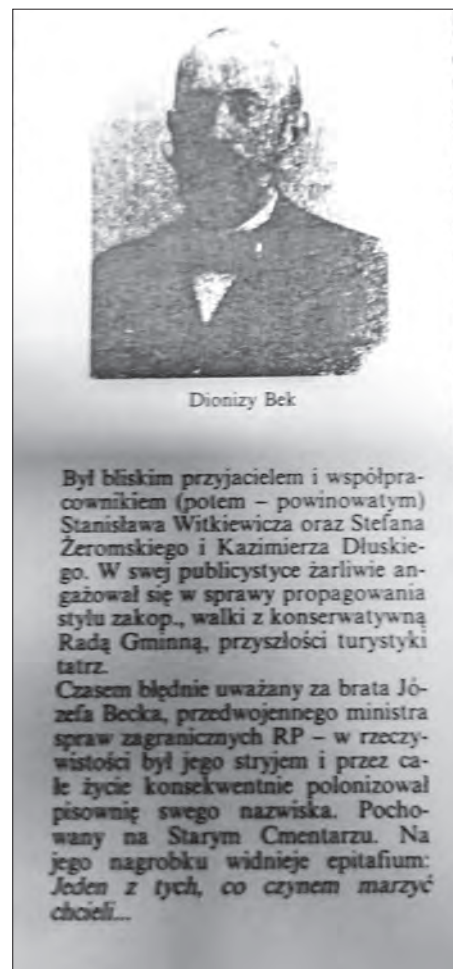 Dionizy Bek
Był bliskim przyjacielem i współpra-
cownikiem (potem – powinowatym)
Stanisława Witkiewicza oraz Stefana
Żeromskiego i Kazimierza Dłuskie-
go. W swej publicystyce żarliwie an-
gażował się w sprawy propagowania
stylu zakop., walki z konserwatywną
Radą Gminną, przyszłości turystyki
tatrz.
Czasem błędnie uważany za brata Jó-
zefa Becka, przedwojennego ministra
spraw zagranicznych RP – w rzeczy-
wistości był jego stryjem i przez ca-
łe życie konsekwentnie polonizował
pisownię swego nazwiska. Pocho-
wany na Starym Cmentarzu. Na
jego nagrobku widnieje epitafium:
Jeden z tych, co czynem marzyć
chcieli...